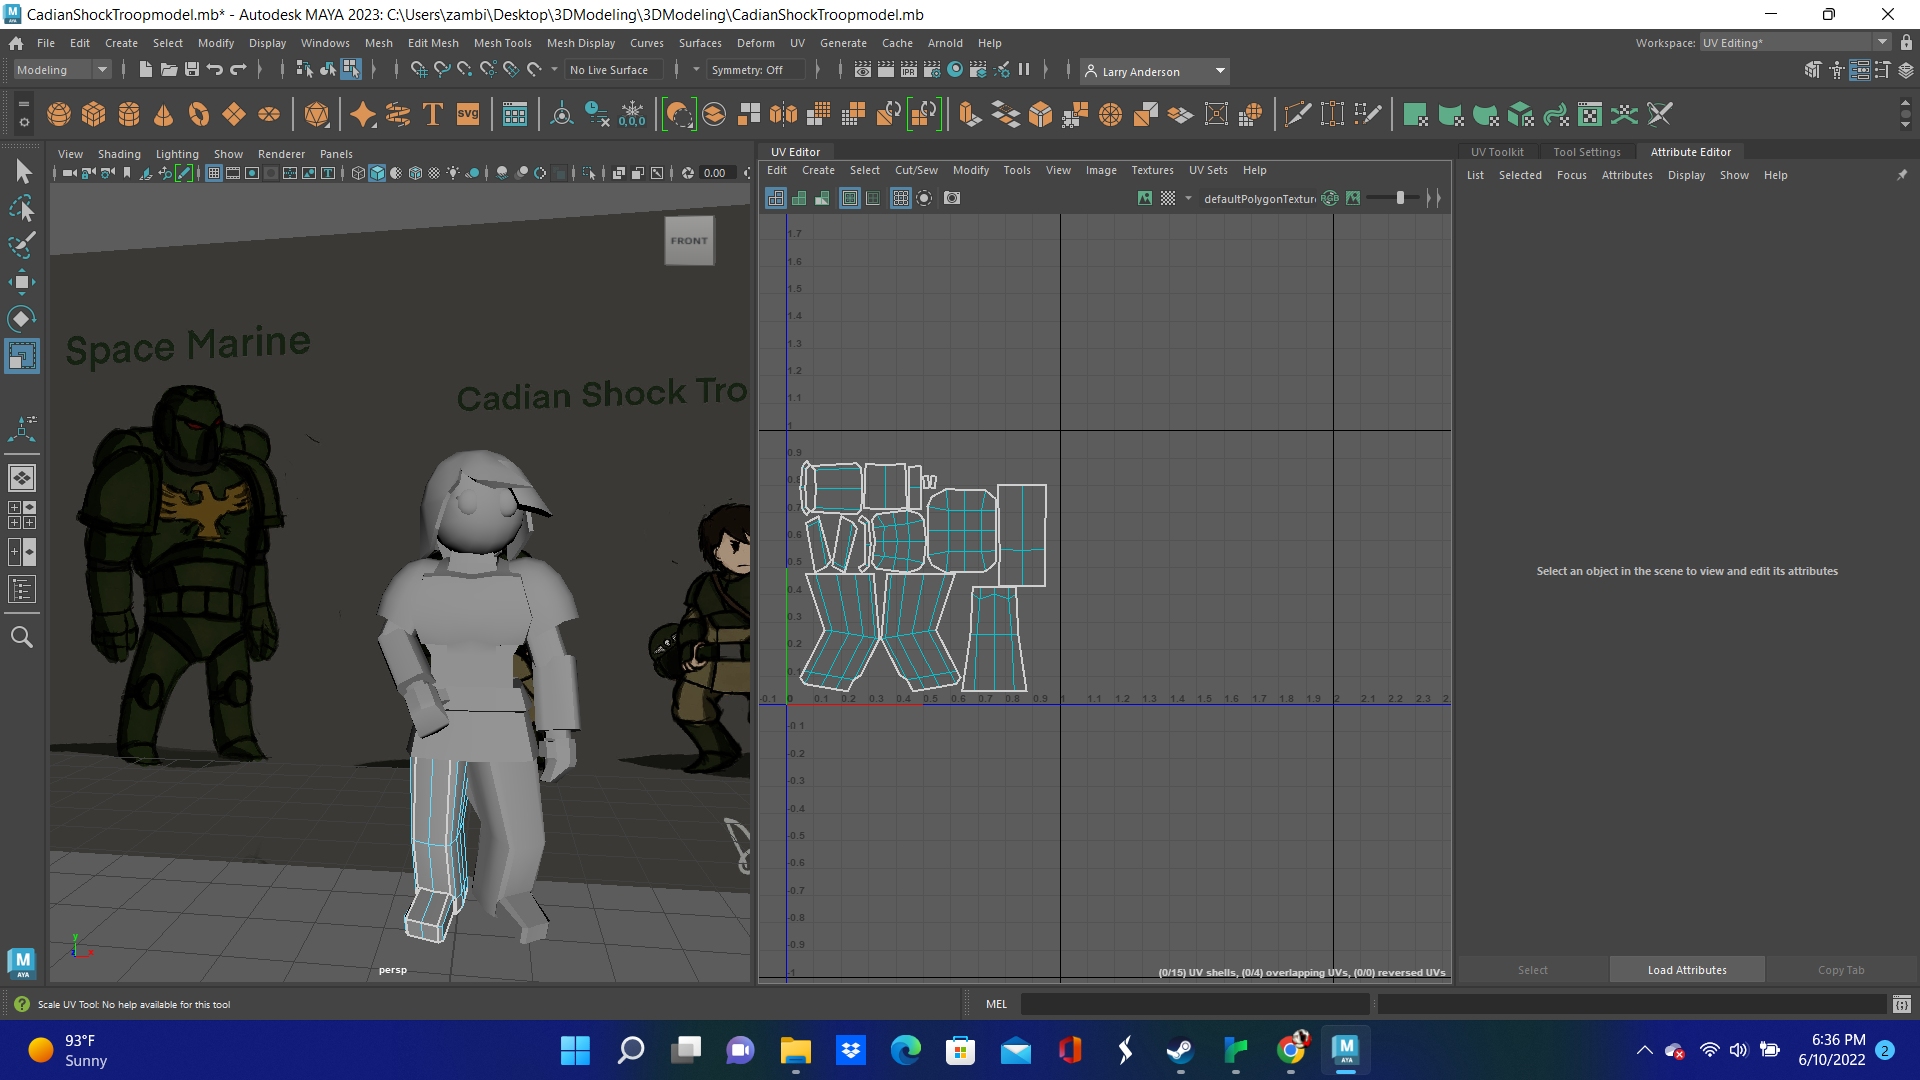 CadianShockTroopmodel.mb* - Autodesk MAYA 2023: C:\Users\zambi\Desktop\3DModeling\3DModeling\CadianShockTroopmodel.mb
File Edit Create Select Modify Display Windows Mesh Edit Mesh Mesh Tools Mesh Display Curves Surfaces Deform UV Generate Cache Arnold Help
Workspace: UV Editing*
Modeling
No Live Surface
Symmetry: Off
IPR
Larry Anderson
T
SVG
0,0,0
View Shading Lighting Show Renderer Panels
0.00
FRONT
Space Marine
Cadian Shock Tro
persp
y
z
x
UV Editor
Edit Create Select Cut/Sew Modify Tools View Image Textures UV Sets Help
defaultPolygonTextur
RGB
1.7
1.6
1.5
1.4
1.3
1.2
1.1
1
0.9
0.8
0.7
0.6
0.5
0.4
0.3
0.2
0.1
-0.1 0 0.1 0.2 0.3 0.4 0.5 0.6 0.7 0.8 0.9 1 1.1 1.2 1.3 1.4 1.5 1.6 1.7 1.8 1.9 2 2.1 2.2 2.3 2
-0.1
-0.2
-0.3
-0.4
-0.5
-0.6
-0.7
-0.8
-0.9
-1
(0/15) UV shells, (0/4) overlapping UVs, (0/0) reversed UVs
UV Toolkit Tool Settings Attribute Editor
List Selected Focus Attributes Display Show Help
Select an object in the scene to view and edit its attributes
Select Load Attributes Copy Tab
M
AYA
Scale UV Tool: No help available for this tool
MEL
93°F
Sunny
M
AYA
6:36 PM
6/10/2022
2